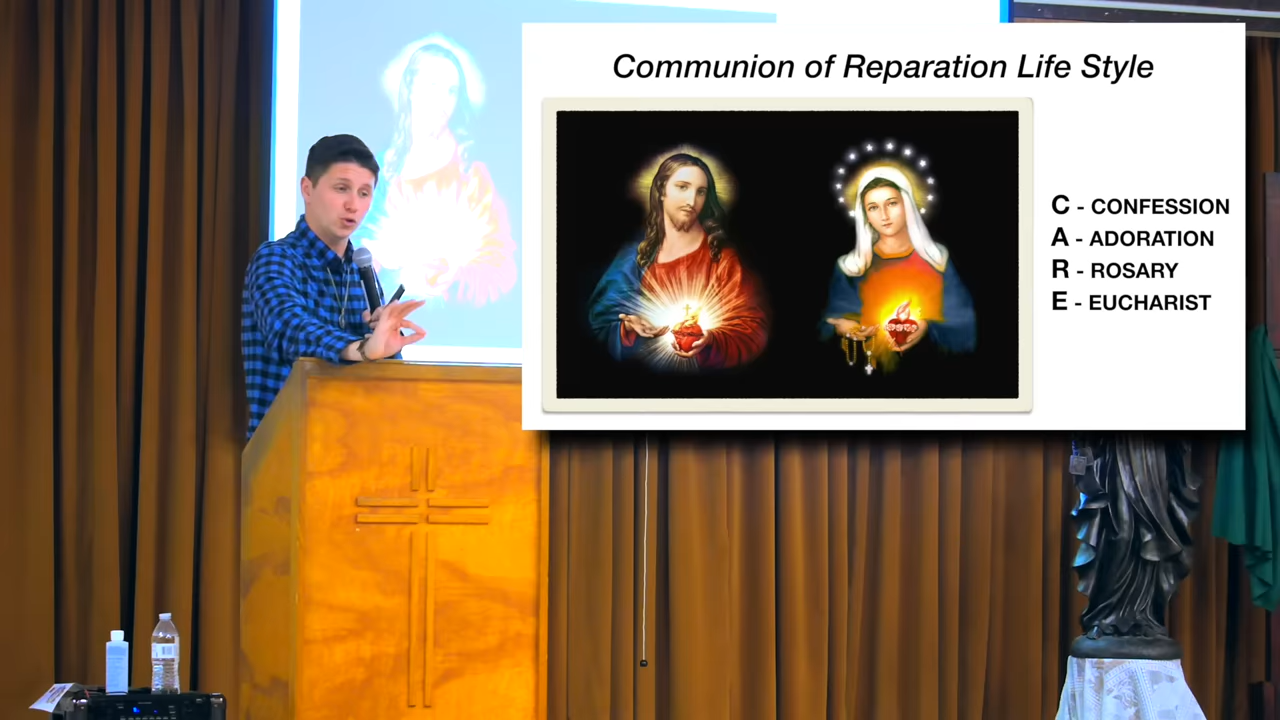 Communion of Reparation Life Style
C - CONFESSION
A - ADORATION
R - ROSARY
E - EUCHARIST